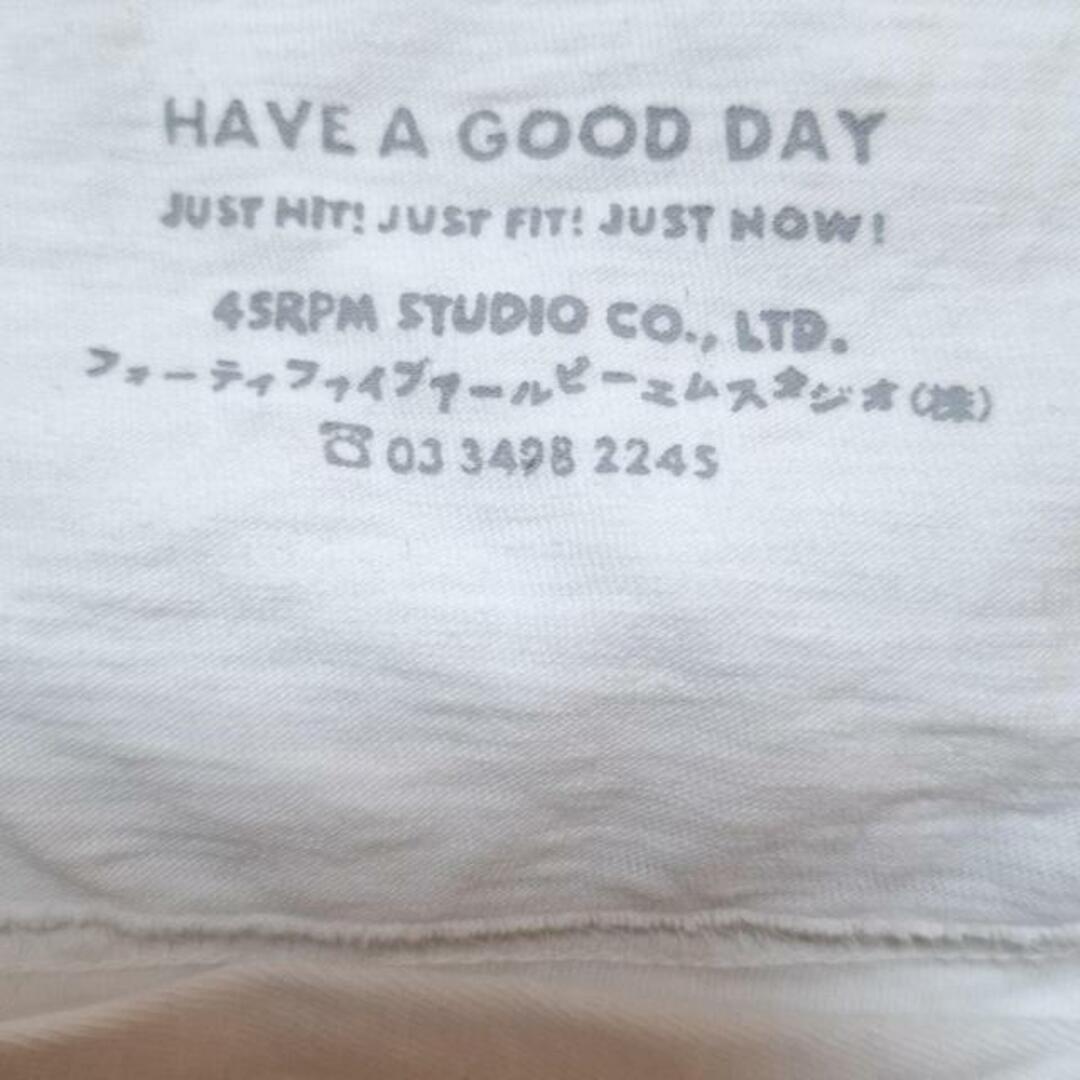 HAVE A GOOD DAY
JUST HIT! JUST FIT! JUST NOW!
45RPM STUDIO CO., LTD.
フォーティファイブアールピーエムスタジオ(株)
☎03 3498 2245